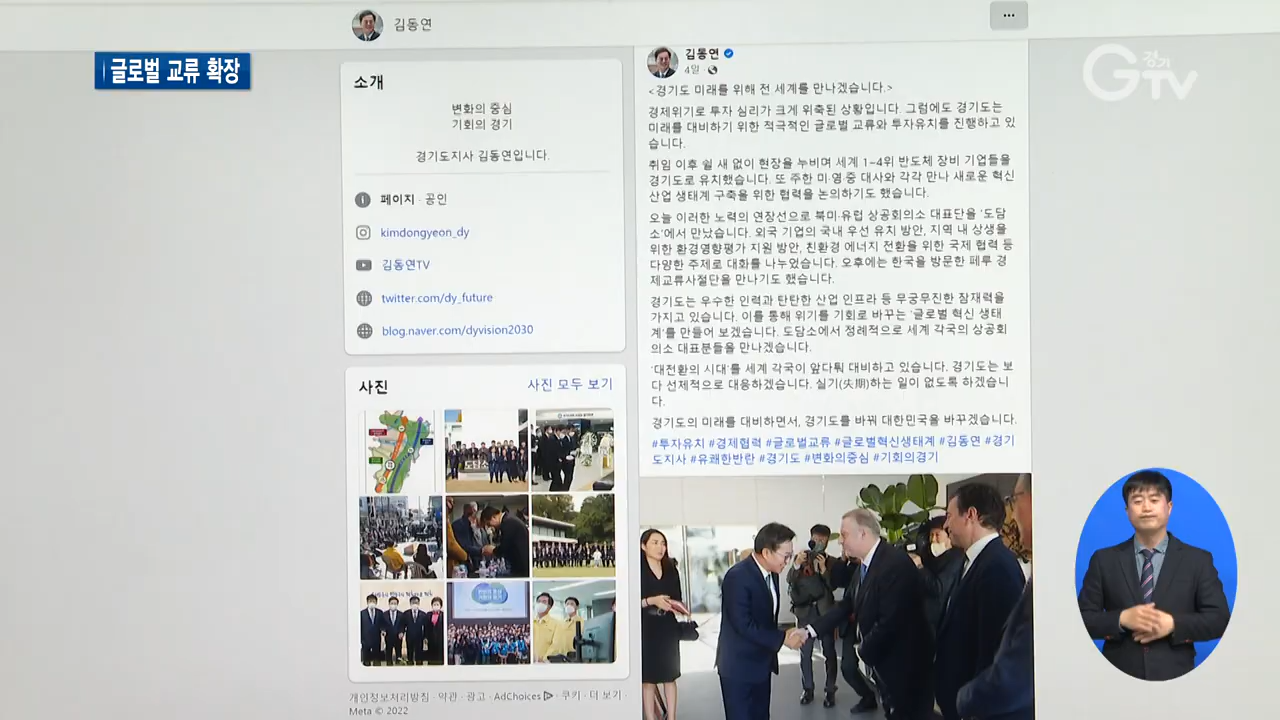 김동연
···
글로벌 교류 확장
경기
GTV
소개
변화의 중심
기회의 경기
경기도지사 김동연입니다.
페이지 · 공인
kimdongyeon_dy
김동연TV
twitter.com/dy_future
blog.naver.com/dyvision2030
사진
사진 모두 보기
개인정보처리방침 · 약관 · 광고 · AdChoices · 쿠키 · 더 보기 ·
Meta © 2022
김동연
4일 ·
<경기도 미래를 위해 전 세계를 만나겠습니다.>
경제위기로 투자 심리가 크게 위축된 상황입니다. 그럼에도 경기도는
미래를 대비하기 위한 적극적인 글로벌 교류와 투자유치를 진행하고 있
습니다.
취임 이후 쉴 새 없이 현장을 누비며 세계 1~4위 반도체 장비 기업들을
경기도로 유치했습니다. 또 주한 미·영·중 대사와 각각 만나 새로운 혁신
산업 생태계 구축을 위한 협력을 논의하기도 했습니다.
오늘 이러한 노력의 연장선으로 북미·유럽 상공회의소 대표단을 '도담
소'에서 만났습니다. 외국 기업의 국내 우선 유치 방안, 지역 내 상생을
위한 환경영향평가 지원 방안, 친환경 에너지 전환을 위한 국제 협력 등
다양한 주제로 대화를 나누었습니다. 오후에는 한국을 방문한 페루 경
제교류사절단을 만나기도 했습니다.
경기도는 우수한 인력과 탄탄한 산업 인프라 등 무궁무진한 잠재력을
가지고 있습니다. 이를 통해 위기를 기회로 바꾸는 '글로벌 혁신 생태
계'를 만들어 보겠습니다. 도담소에서 정례적으로 세계 각국의 상공회
의소 대표분들을 만나겠습니다.
'대전환의 시대'를 세계 각국이 앞다퉈 대비하고 있습니다. 경기도는 보
다 선제적으로 대응하겠습니다. 실기(失期)하는 일이 없도록 하겠습니
다.
경기도의 미래를 대비하면서, 경기도를 바꿔 대한민국을 바꾸겠습니다.
#투자유치 #경제협력 #글로벌교류 #글로벌혁신생태계 #김동연 #경기
도지사 #유쾌한반란 #경기도 #변화의중심 #기회의경기